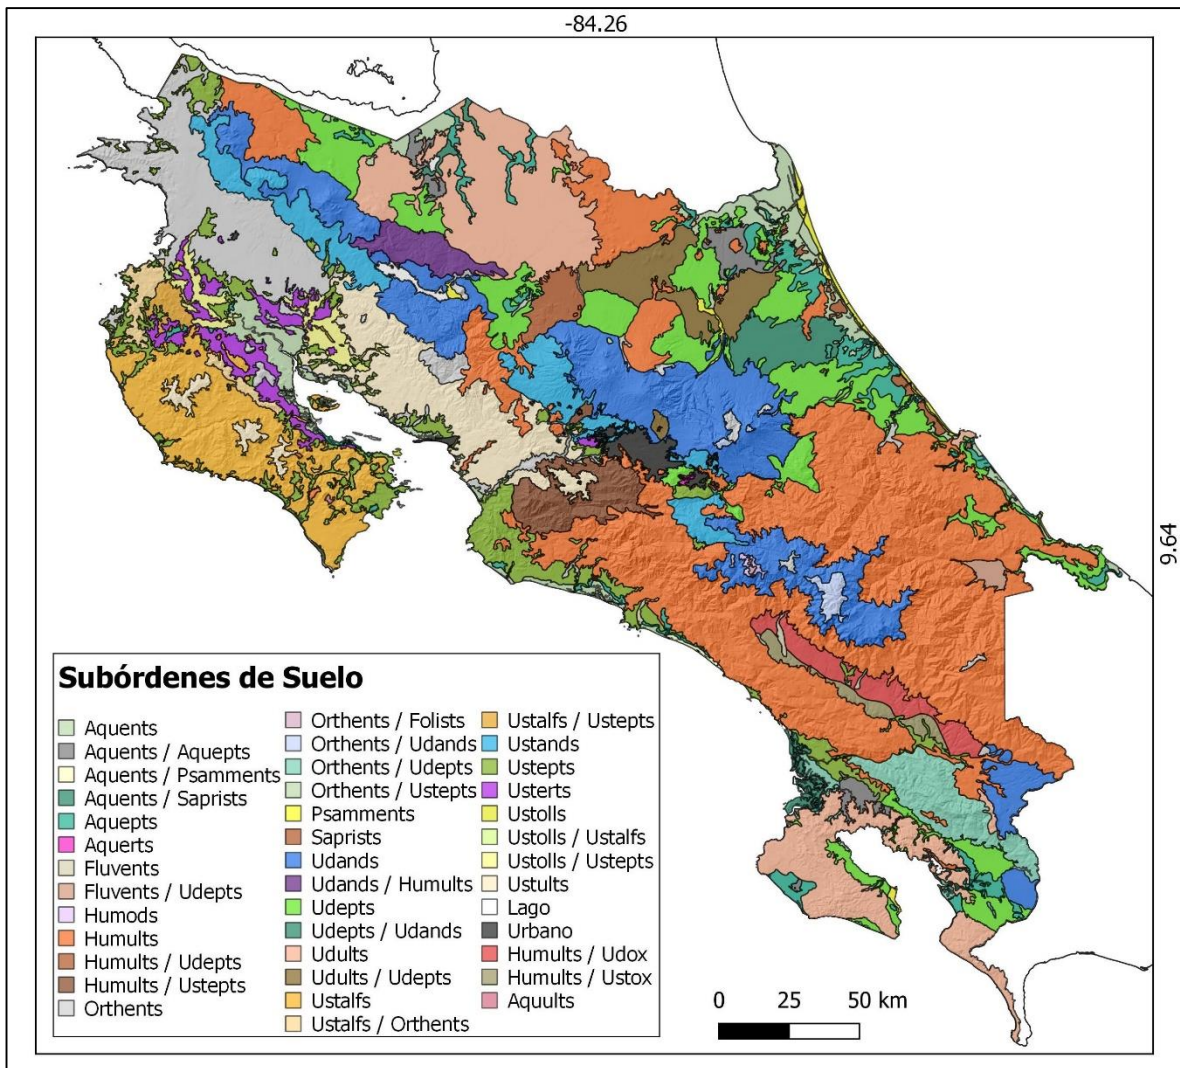 -84.26
9.64
Subórdenes de Suelo
Aquents
Aquents / Aquepts
Aquents / Psamments
Aquents / Saprists
Aquepts
Aquerts
Fluvents
Fluvents / Udepts
Humods
Humults
Humults / Udepts
Humults / Ustepts
Orthents
Orthents / Folists
Orthents / Udands
Orthents / Udepts
Orthents / Ustepts
Psamments
Saprists
Udands
Udands / Humults
Udepts
Udepts / Udands
Udults
Udults / Udepts
Ustalfs
Ustalfs / Orthents
Ustalfs / Ustepts
Ustands
Ustepts
Usterts
Ustolls
Ustolls / Ustalfs
Ustolls / Ustepts
Ustults
Lago
Urbano
Humults / Udox
Humults / Ustox
Aquults
0 25 50 km